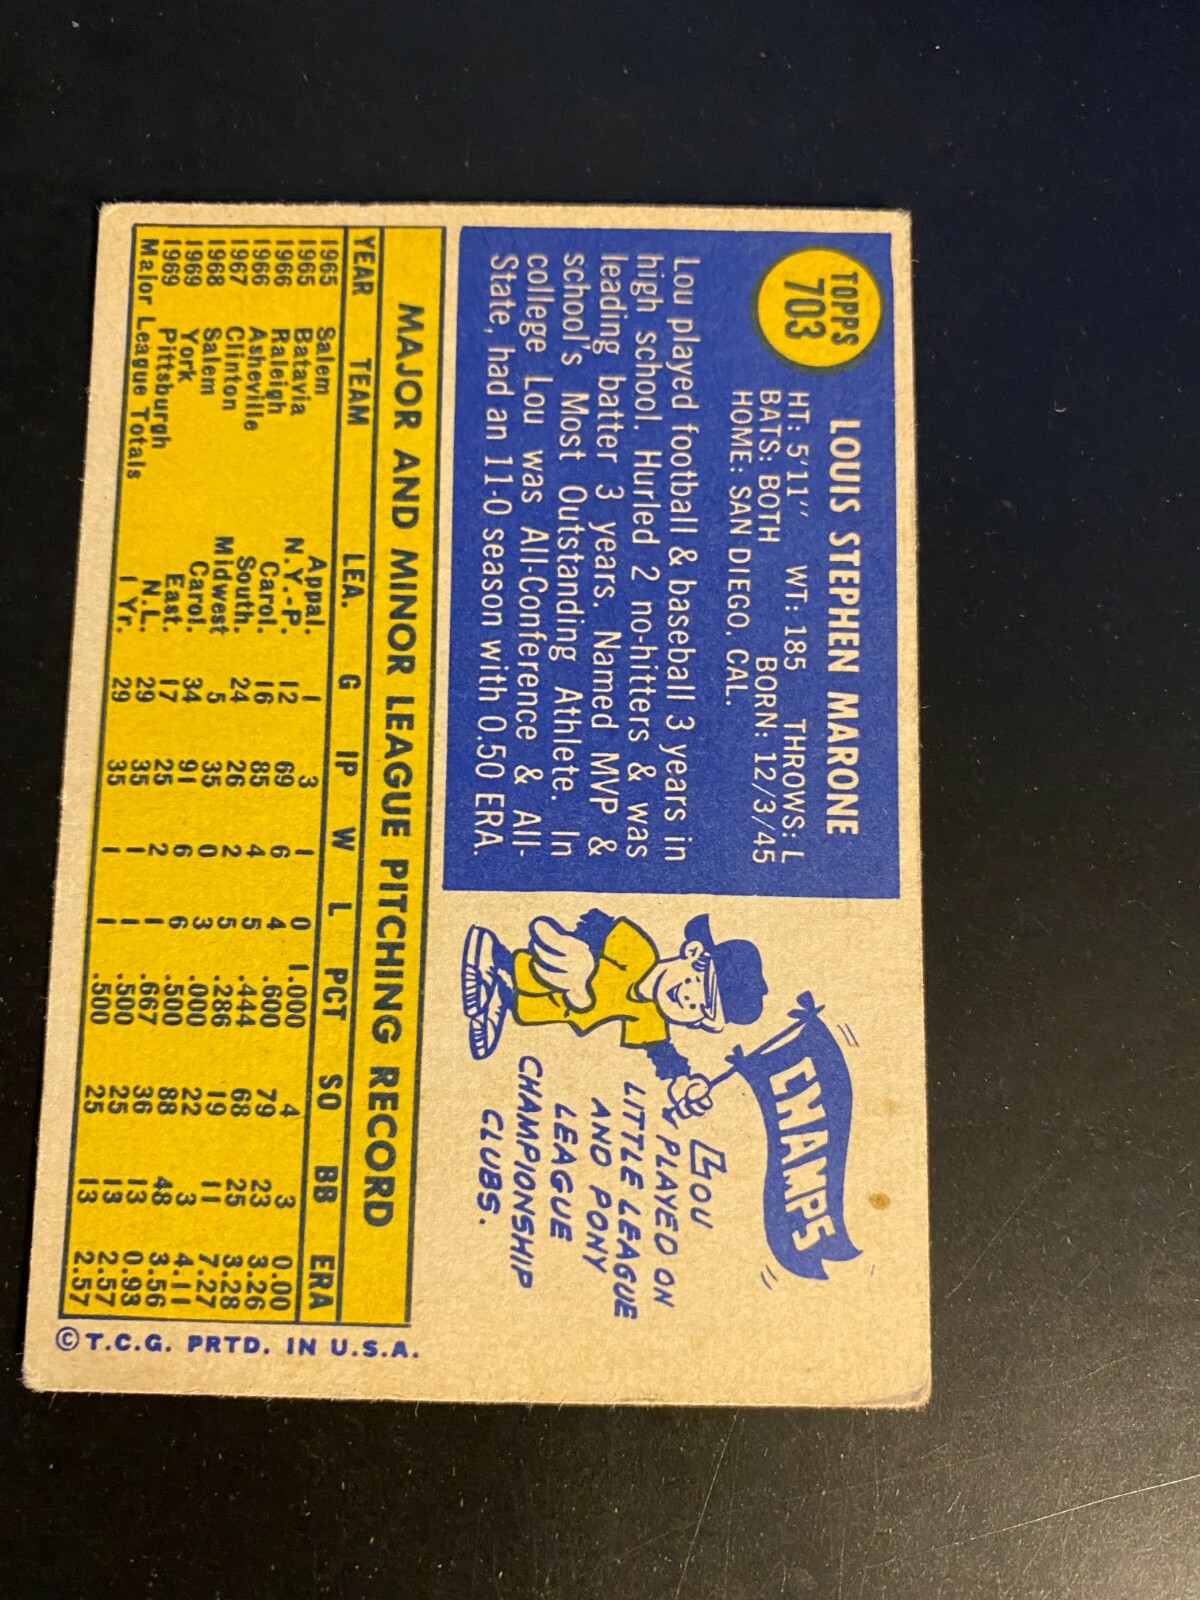 TOPPS
703
LOUIS STEPHEN MARONE
HT: 5'11" WT: 185 THROWS: L
BATS: BOTH BORN: 12/3/45
HOME: SAN DIEGO, CAL.
Lou played football & baseball 3 years in
high school. Hurled 2 no-hitters & was
leading batter 3 years. Named MVP &
school's Most Outstanding Athlete. In
college Lou was All-Conference & All-
State, had an 11-0 season with 0.50 ERA.
CHAMPS
LOU
PLAYED ON
LITTLE LEAGUE
AND PONY
LEAGUE
CHAMPIONSHIP
CLUBS.
MAJOR AND MINOR LEAGUE PITCHING RECORD
YEAR TEAM LEA. G IP W L PCT SO BB ERA
1965 Salem Appal. 1 3 1 0 1.000 4 3 0.00
1965 Batavia N.Y.-P. 12 69 6 4 .600 79 23 3.26
1966 Raleigh Carol. 16 85 4 5 .444 68 25 3.28
1966 Asheville South. 24 26 2 5 .286 19 11 7.27
1967 Clinton Midwest 5 35 0 3 .000 22 3 4.11
1968 Salem Carol. 34 91 6 6 .500 88 48 3.56
1969 York East. 17 25 2 1 .667 36 13 0.93
1969 Pittsburgh N.L. 29 35 1 1 .500 25 13 2.57
Major League Totals 1 Yr. 29 35 1 1 .500 25 13 2.57
© T.C.G. PRTD. IN U.S.A.